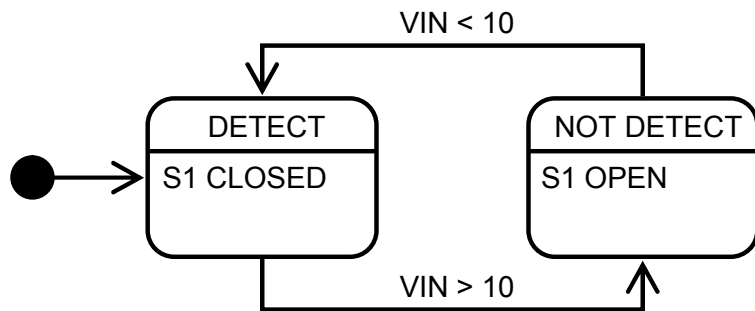 VIN < 10
DETECT
S1 CLOSED
NOT DETECT
S1 OPEN
VIN > 10